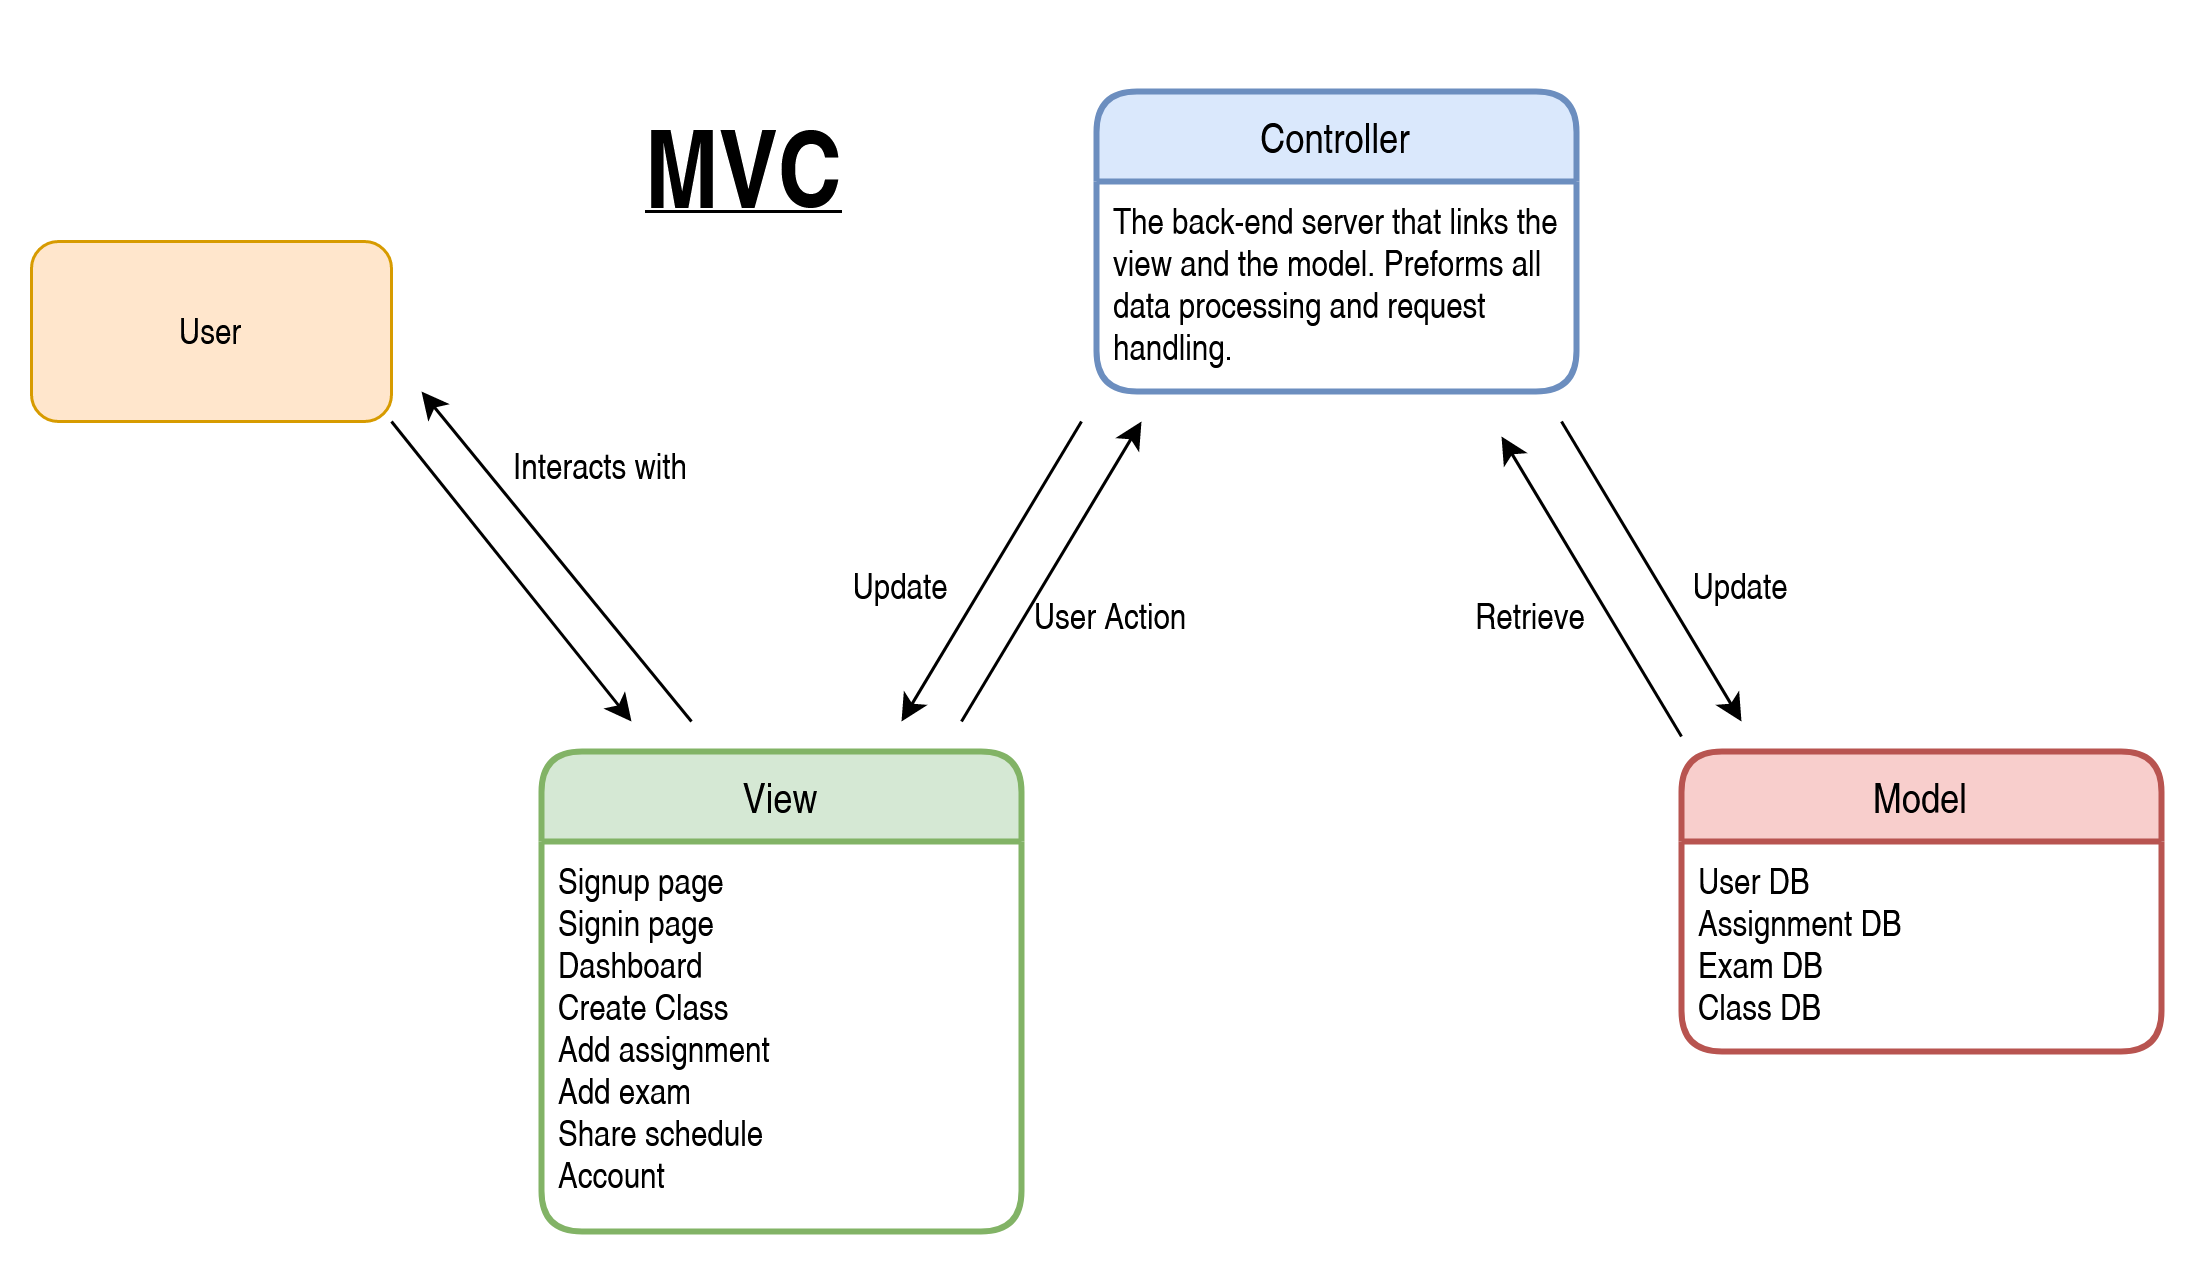 MVC
Controller
The back-end server that links the
view and the model. Preforms all
data processing and request
handling.
User
Interacts with
Update
User Action
Retrieve
Update
View
Signup page
Signin page
Dashboard
Create Class
Add assignment
Add exam
Share schedule
Account
Model
User DB
Assignment DB
Exam DB
Class DB